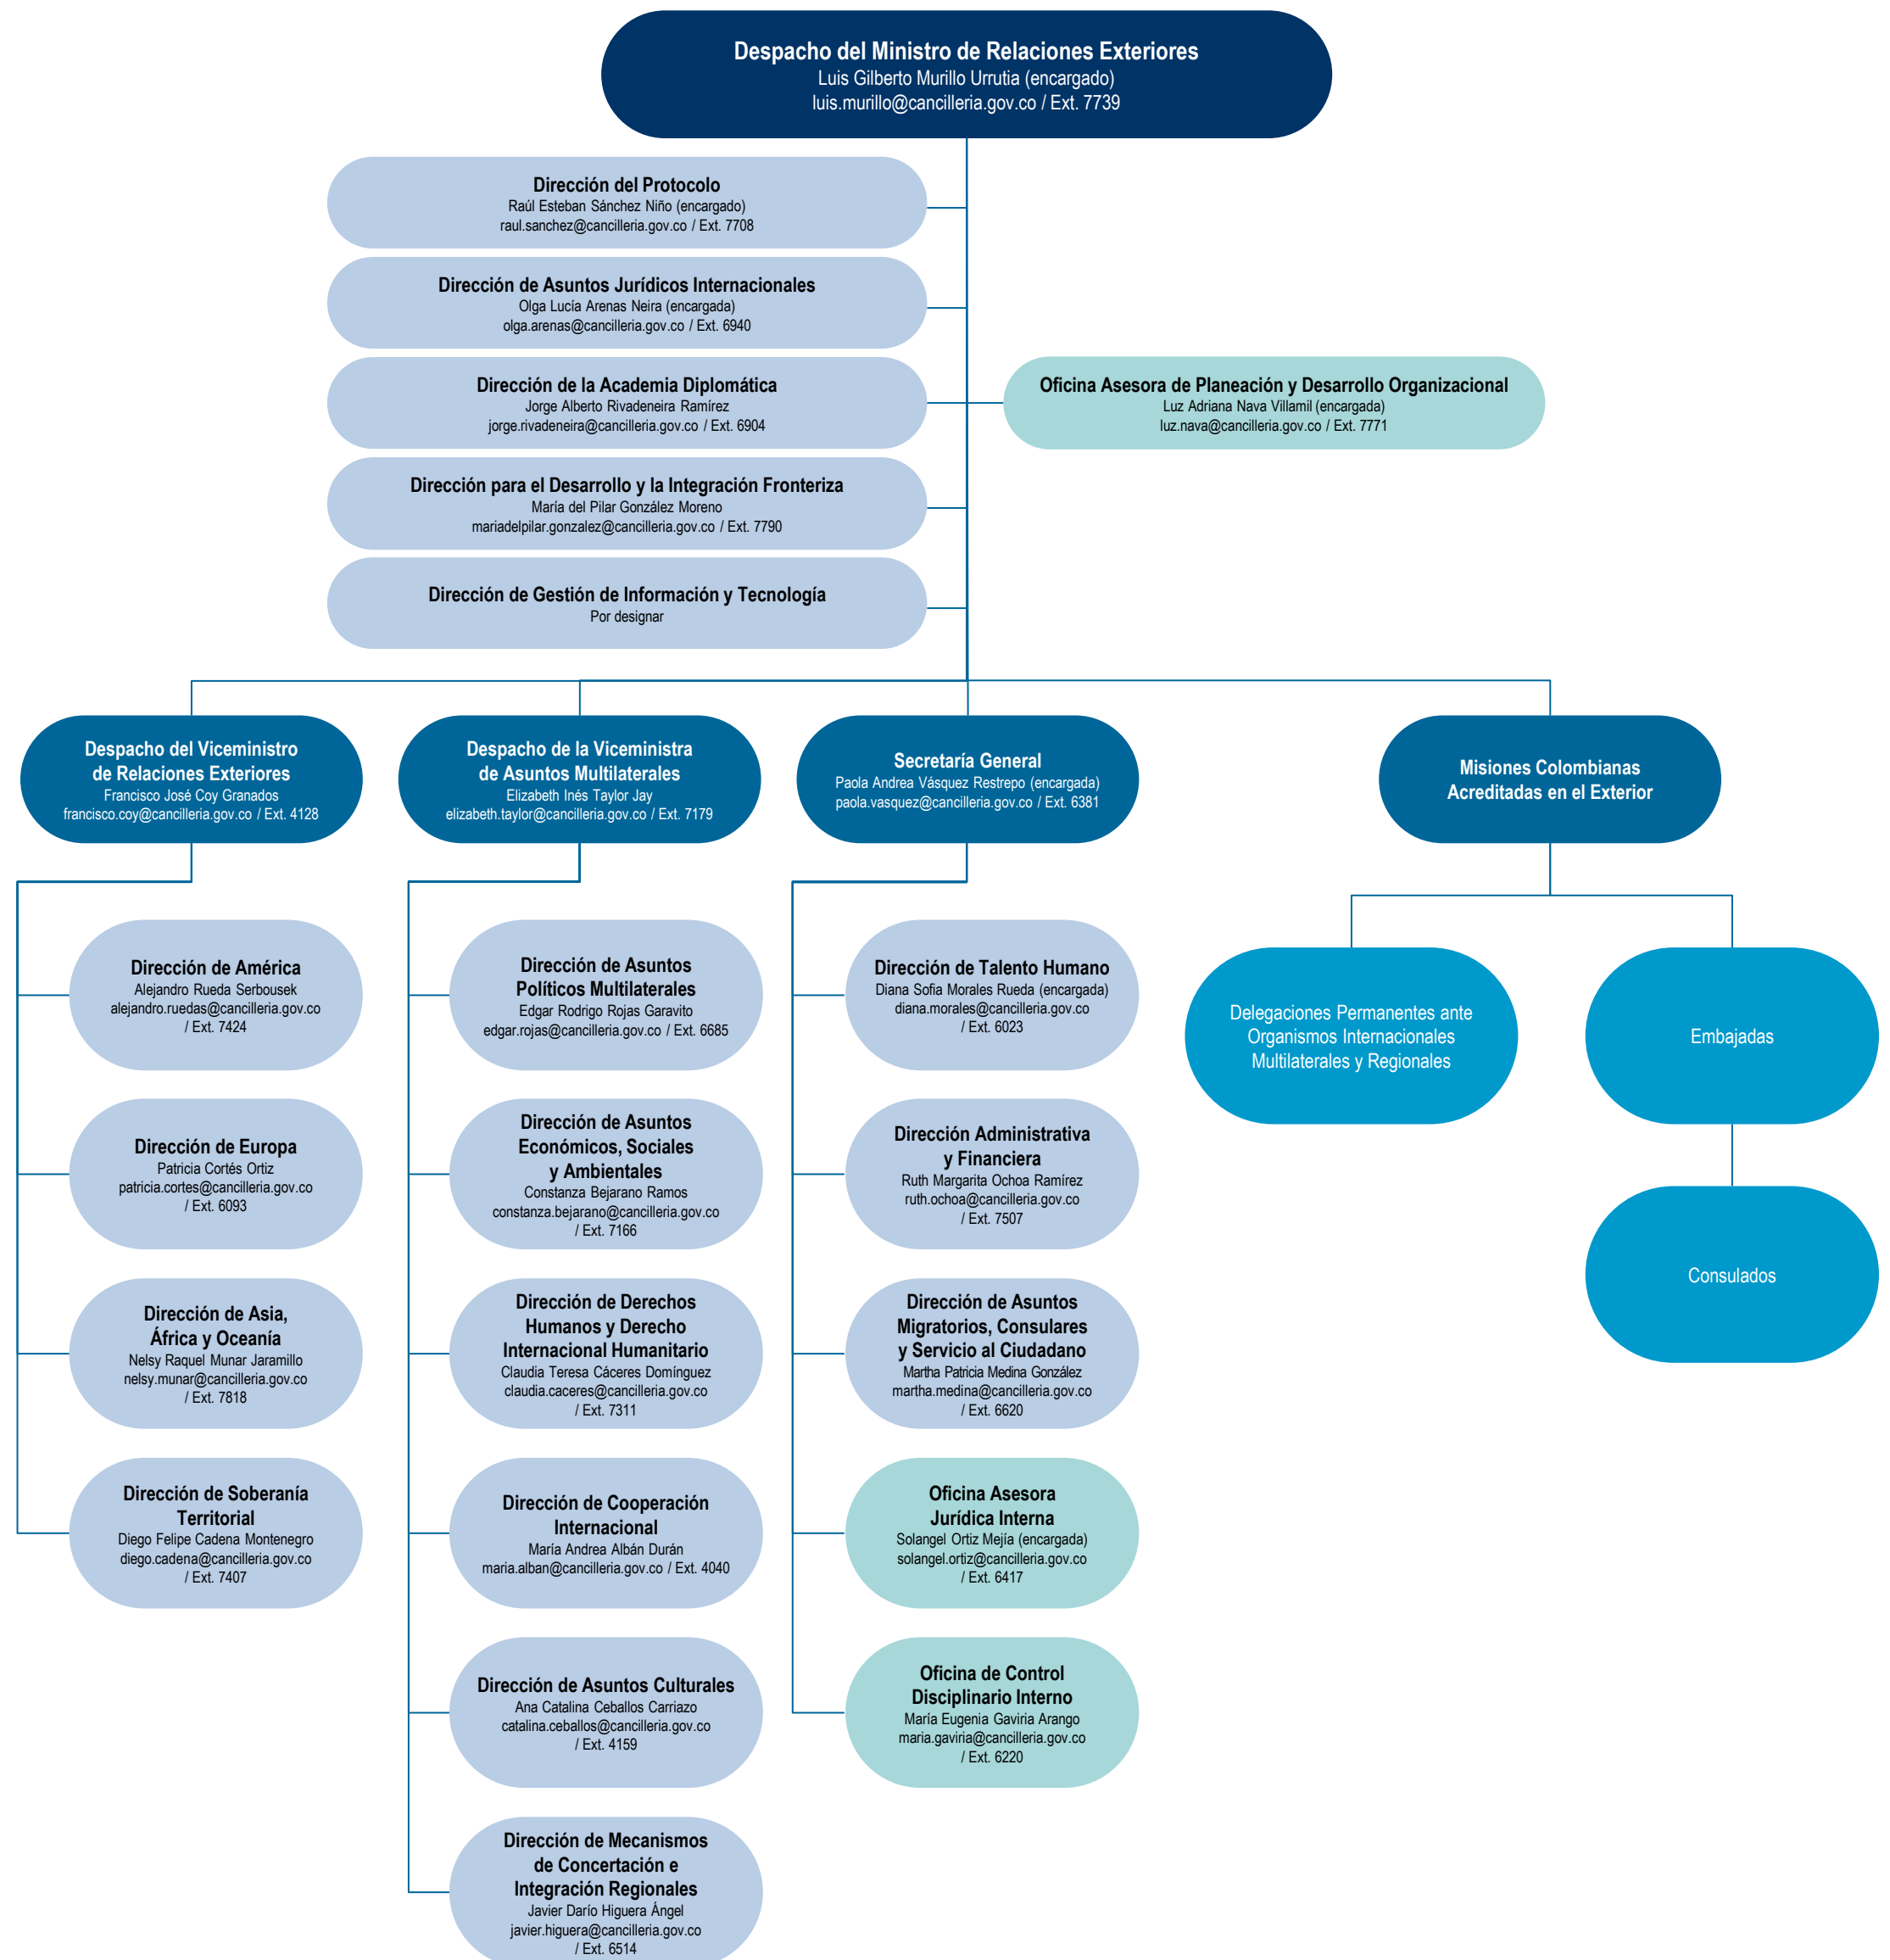 Despacho del Ministro de Relaciones Exteriores
Luis Gilberto Murillo Urrutia (encargado)
luis.murillo@cancilleria.gov.co / Ext. 7739
Dirección del Protocolo
Raúl Esteban Sánchez Niño (encargado)
raul.sanchez@cancilleria.gov.co / Ext. 7708
Dirección de Asuntos Jurídicos Internacionales
Olga Lucía Arenas Neira (encargada)
olga.arenas@cancilleria.gov.co / Ext. 6940
Dirección de la Academia Diplomática
Jorge Alberto Rivadeneira Ramírez
jorge.rivadeneira@cancilleria.gov.co / Ext. 6904
Oficina Asesora de Planeación y Desarrollo Organizacional
Luz Adriana Nava Villamil (encargada)
luz.nava@cancilleria.gov.co / Ext. 7771
Dirección para el Desarrollo y la Integración Fronteriza
María del Pilar González Moreno
mariadelpilar.gonzalez@cancilleria.gov.co / Ext. 7790
Dirección de Gestión de Información y Tecnología
Por designar
Despacho del Viceministro
de Relaciones Exteriores
Francisco José Coy Granados
francisco.coy@cancilleria.gov.co / Ext. 4128
Despacho de la Viceministra
de Asuntos Multilaterales
Elizabeth Inés Taylor Jay
elizabeth.taylor@cancilleria.gov.co / Ext. 7179
Secretaría General
Paola Andrea Vásquez Restrepo (encargada)
paola.vasquez@cancilleria.gov.co / Ext. 6381
Misiones Colombianas
Acreditadas en el Exterior
Dirección de América
Alejandro Rueda Serbousek
alejandro.ruedas@cancilleria.gov.co
/ Ext. 7424
Dirección de Europa
Patricia Cortés Ortiz
patricia.cortes@cancilleria.gov.co
/ Ext. 6093
Dirección de Asia,
África y Oceanía
Nelsy Raquel Munar Jaramillo
nelsy.munar@cancilleria.gov.co
/ Ext. 7818
Dirección de Soberanía
Territorial
Diego Felipe Cadena Montenegro
diego.cadena@cancilleria.gov.co
/ Ext. 7407
Dirección de Asuntos
Políticos Multilaterales
Edgar Rodrigo Rojas Garavito
edgar.rojas@cancilleria.gov.co / Ext. 6685
Dirección de Asuntos
Económicos, Sociales
y Ambientales
Constanza Bejarano Ramos
constanza.bejarano@cancilleria.gov.co
/ Ext. 7166
Dirección de Derechos
Humanos y Derecho
Internacional Humanitario
Claudia Teresa Cáceres Domínguez
claudia.caceres@cancilleria.gov.co
/ Ext. 7311
Dirección de Cooperación
Internacional
María Andrea Albán Durán
maria.alban@cancilleria.gov.co / Ext. 4040
Dirección de Asuntos Culturales
Ana Catalina Ceballos Carriazo
catalina.ceballos@cancilleria.gov.co
/ Ext. 4159
Dirección de Mecanismos
de Concertación e
Integración Regionales
Javier Darío Higuera Ángel
javier.higuera@cancilleria.gov.co
/ Ext. 6514
Dirección de Talento Humano
Diana Sofia Morales Rueda (encargada)
diana.morales@cancilleria.gov.co
/ Ext. 6023
Dirección Administrativa
y Financiera
Ruth Margarita Ochoa Ramírez
ruth.ochoa@cancilleria.gov.co
/ Ext. 7507
Dirección de Asuntos
Migratorios, Consulares
y Servicio al Ciudadano
Martha Patricia Medina González
martha.medina@cancilleria.gov.co
/ Ext. 6620
Oficina Asesora
Jurídica Interna
Solangel Ortiz Mejía (encargada)
solangel.ortiz@cancilleria.gov.co
/ Ext. 6417
Oficina de Control
Disciplinario Interno
María Eugenia Gaviria Arango
maria.gaviria@cancilleria.gov.co
/ Ext. 6220
Delegaciones Permanentes ante
Organismos Internacionales
Multilaterales y Regionales
Embajadas
Consulados